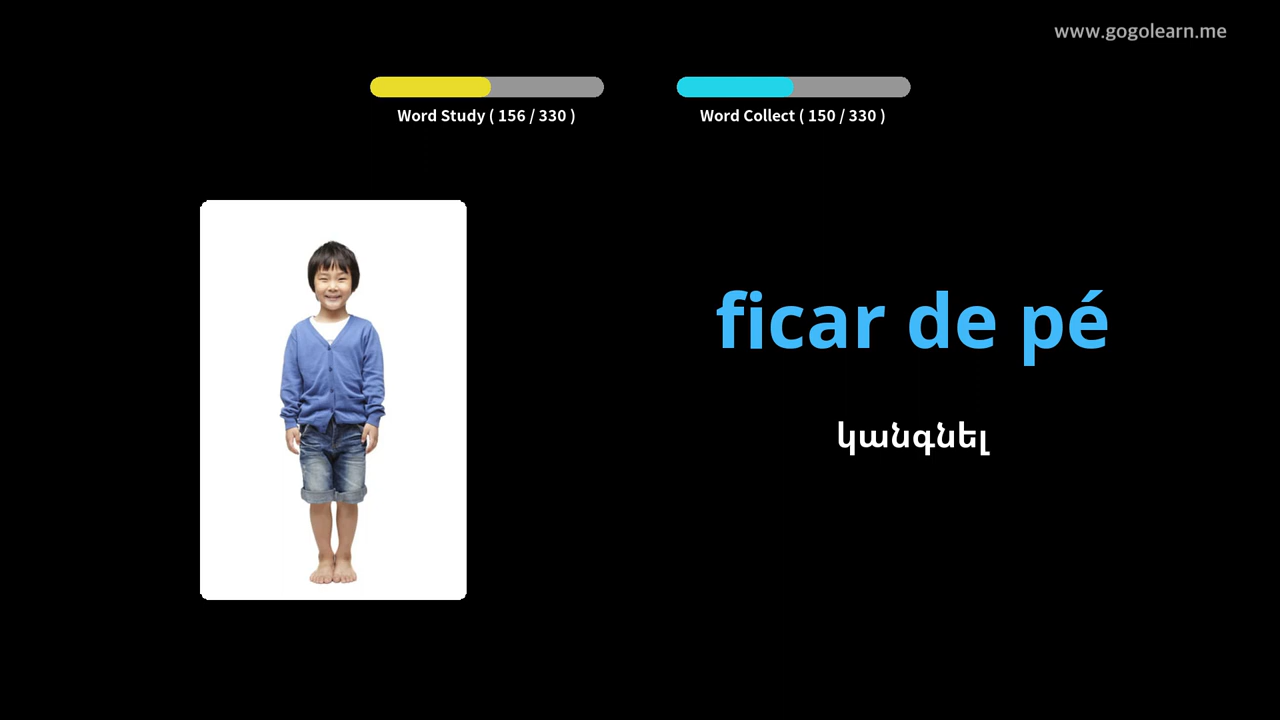 www.gogolearn.me
Word Study ( 156 / 330 )
Word Collect ( 150 / 330 )
ficar de pé
կանգնել